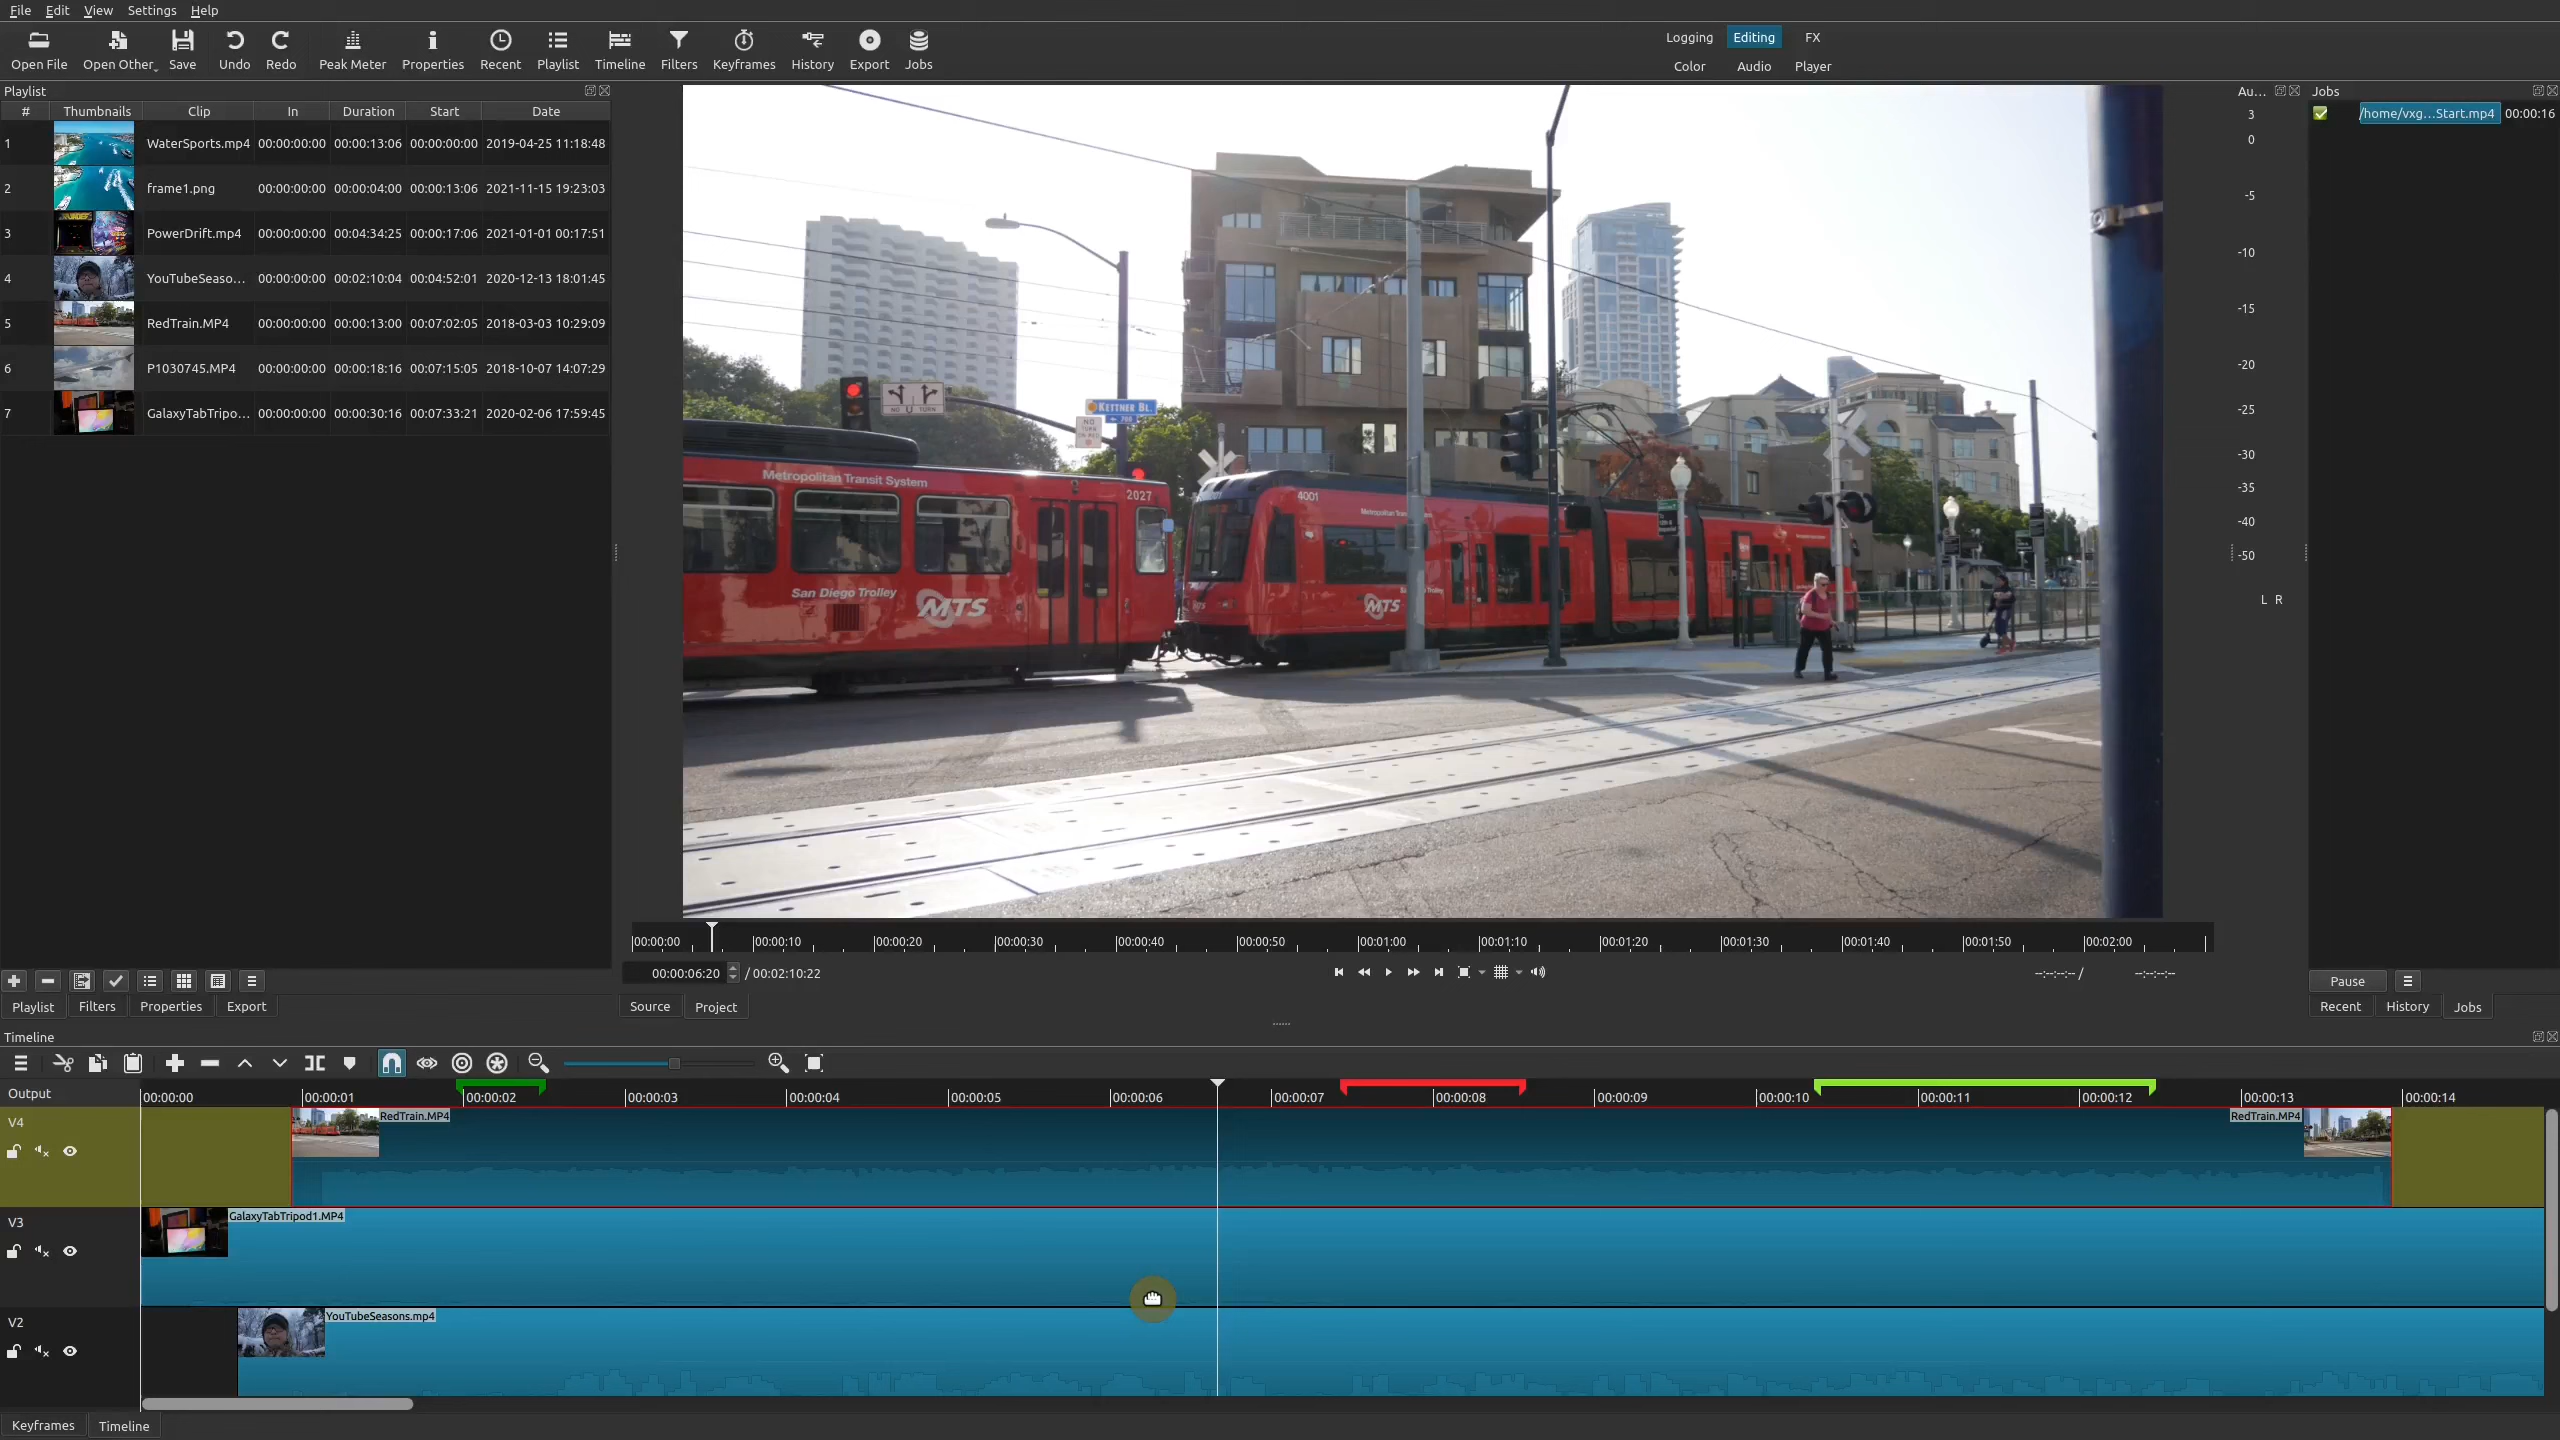 File Edit View Settings Help
Open File Open Other Save Undo Redo Peak Meter Properties Recent Playlist Timeline Filters Keyframes History Export Jobs
Logging Editing FX
Color Audio Player
Playlist
# Thumbnails Clip In Duration Start Date
1 WaterSports.mp4 00:00:00:00 00:00:13:06 00:00:00:00 2019-04-25 11:18:48
2 frame1.png 00:00:00:00 00:00:04:00 00:00:13:06 2021-11-15 19:23:03
3 PowerDrift.mp4 00:00:00:00 00:04:34:25 00:00:17:06 2021-01-01 00:17:51
4 YouTubeSeaso... 00:00:00:00 00:02:10:04 00:04:52:01 2020-12-13 18:01:45
5 RedTrain.MP4 00:00:00:00 00:00:13:00 00:07:02:05 2018-03-03 10:29:09
6 P1030745.MP4 00:00:00:00 00:00:18:16 00:07:15:05 2018-10-07 14:07:29
7 GalaxyTabTripo... 00:00:00:00 00:00:30:16 00:07:33:21 2020-02-06 17:59:45
Playlist Filters Properties Export
NO U TURN
KETTNER BL.
NO TURN ON RED
Metropolitan Transit System
2027
San Diego Trolley
MTS
4001
MTS
00:00:00 00:00:10 00:00:20 00:00:30 00:00:40 00:00:50 00:01:00 00:01:10 00:01:20 00:01:30 00:01:40 00:01:50 00:02:00
00:00:06:20 / 00:02:10:22
--:--:--:-- / --:--:--:--
Source Project
Au...
3
0
-5
-10
-15
-20
-25
-30
-35
-40
-50
L R
Jobs
/home/vxg...Start.mp4 00:00:16
Pause
Recent History Jobs
Timeline
Output
00:00:00 00:00:01 00:00:02 00:00:03 00:00:04 00:00:05 00:00:06 00:00:07 00:00:08 00:00:09 00:00:10 00:00:11 00:00:12 00:00:13 00:00:14
V4
RedTrain.MP4 RedTrain.MP4
V3
GalaxyTabTripod1.MP4
V2
YouTubeSeasons.mp4
Keyframes Timeline